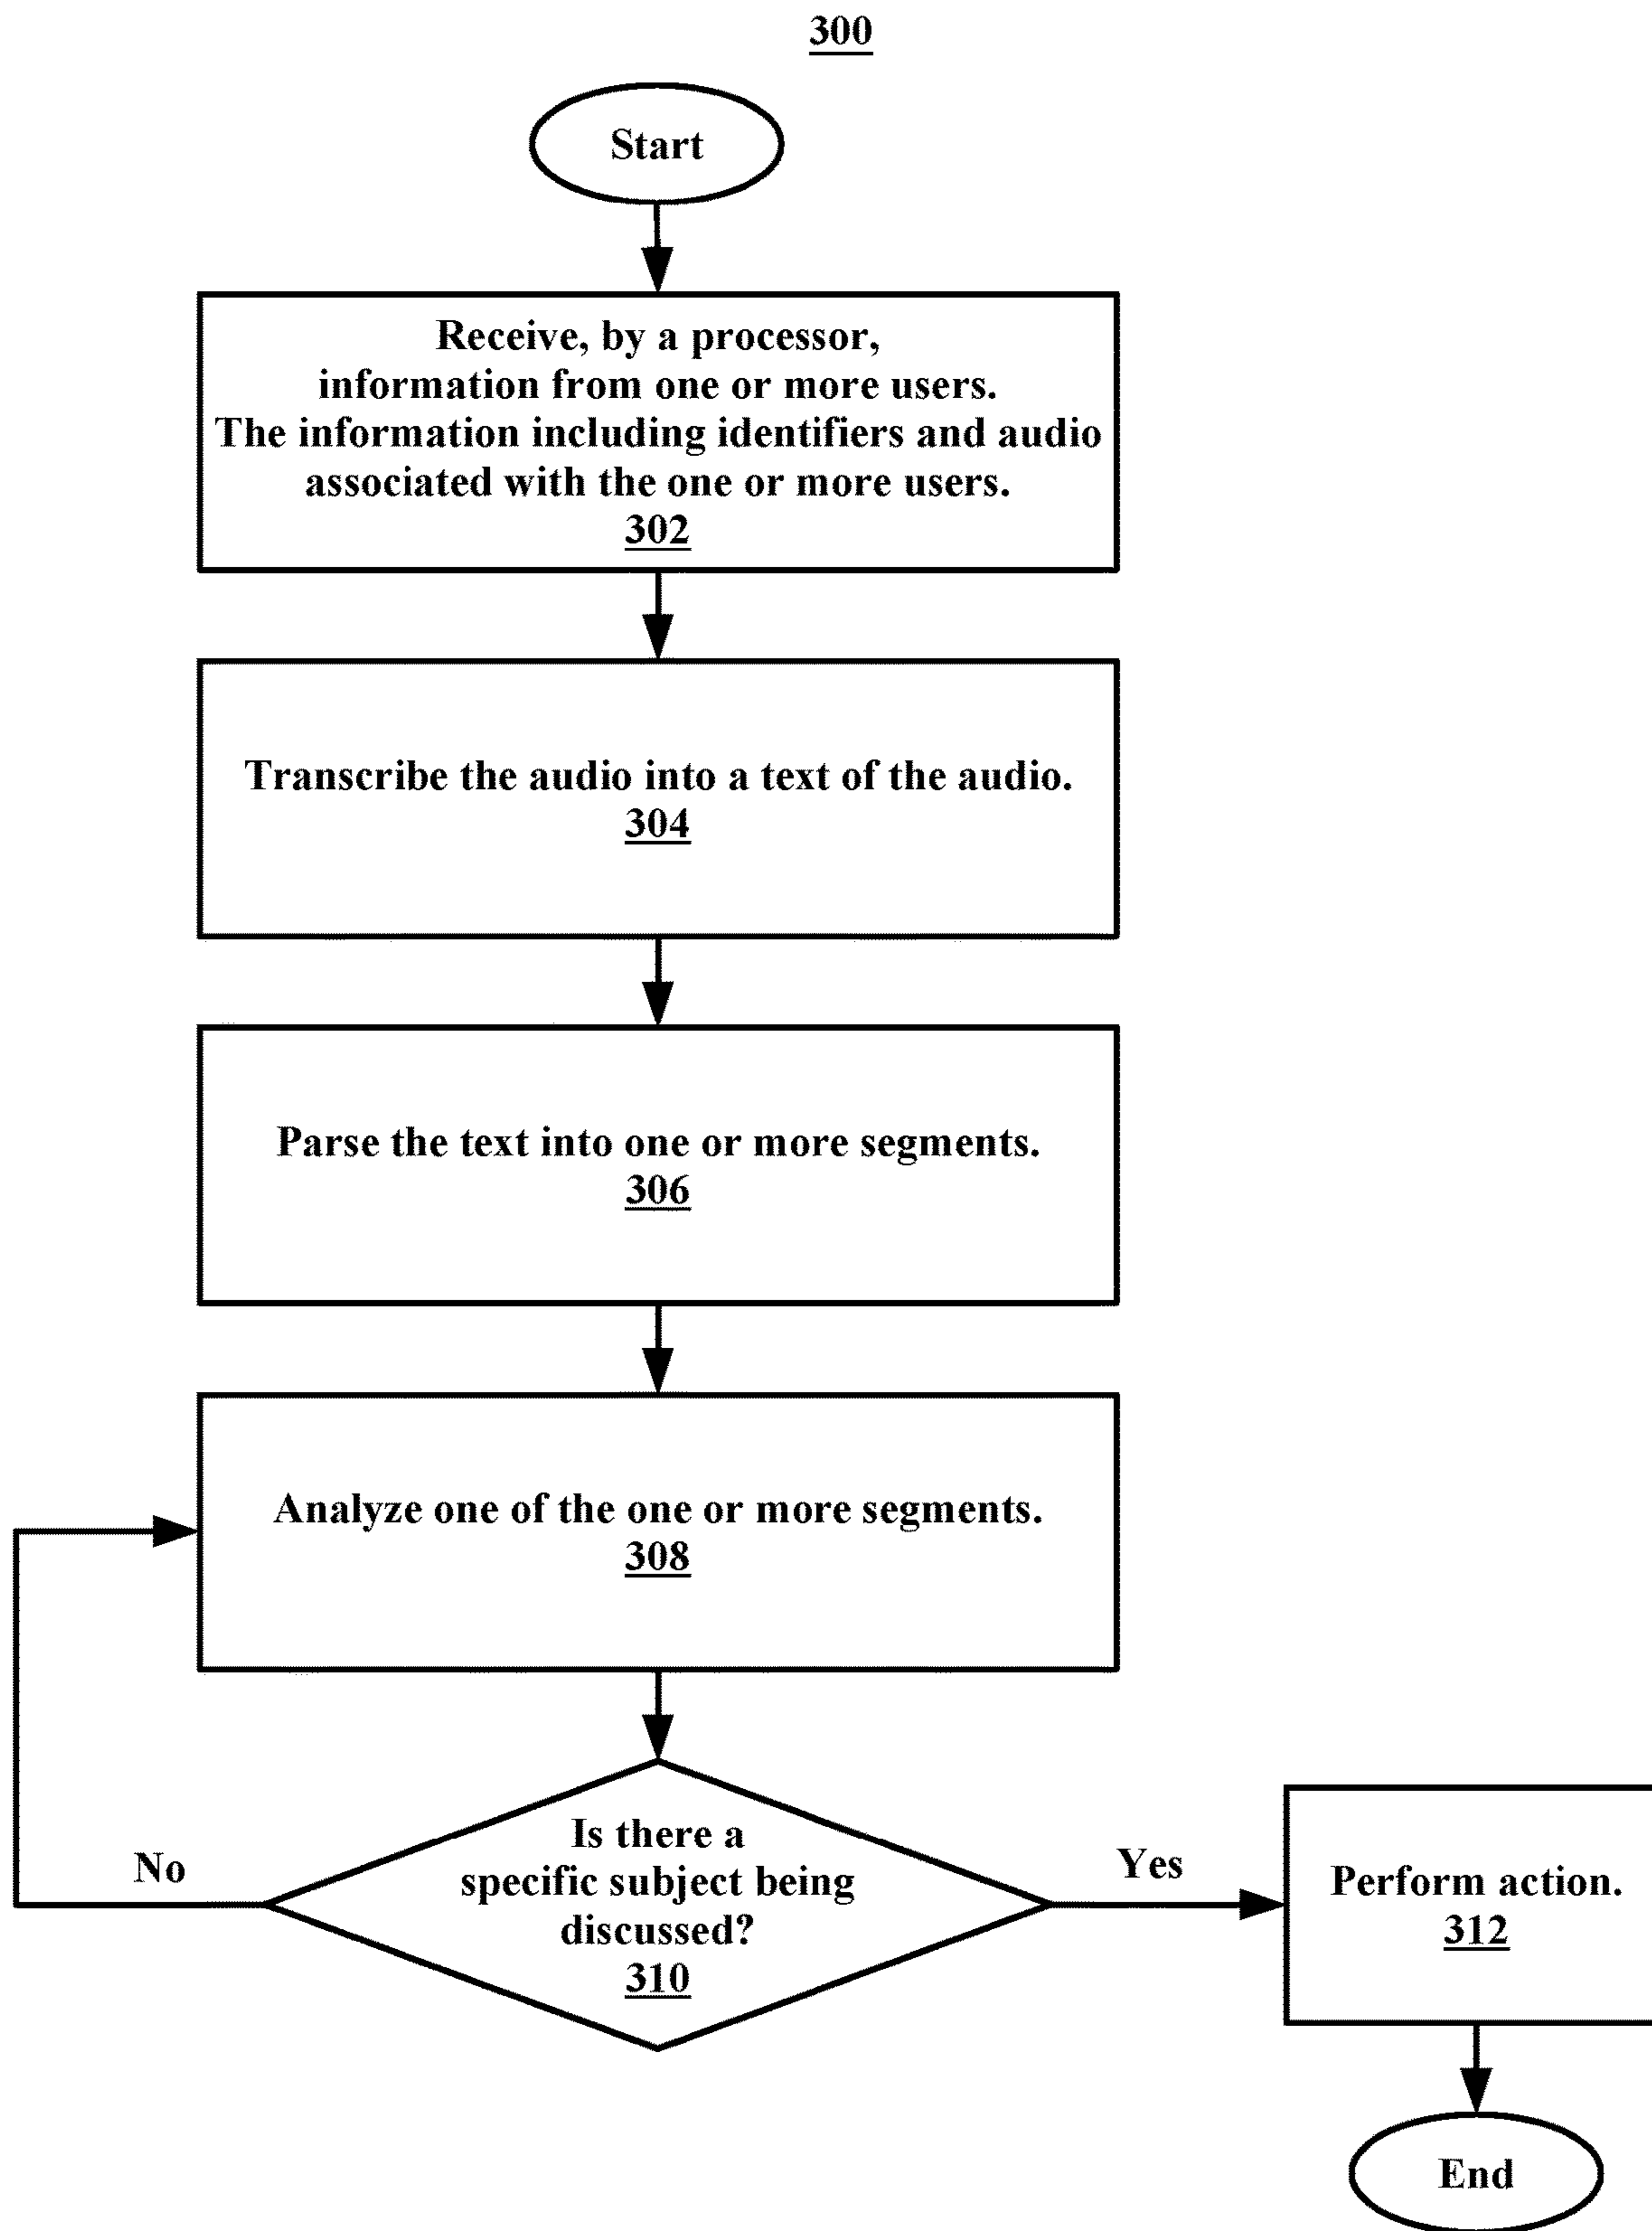 300
Start
Receive, by a processor,
information from one or more users.
The information including identifiers and audio
associated with the one or more users.
302
Transcribe the audio into a text of the audio.
304
Parse the text into one or more segments.
306
Analyze one of the one or more segments.
308
Is there a
specific subject being
discussed?
310
No
Yes
Perform action.
312
End